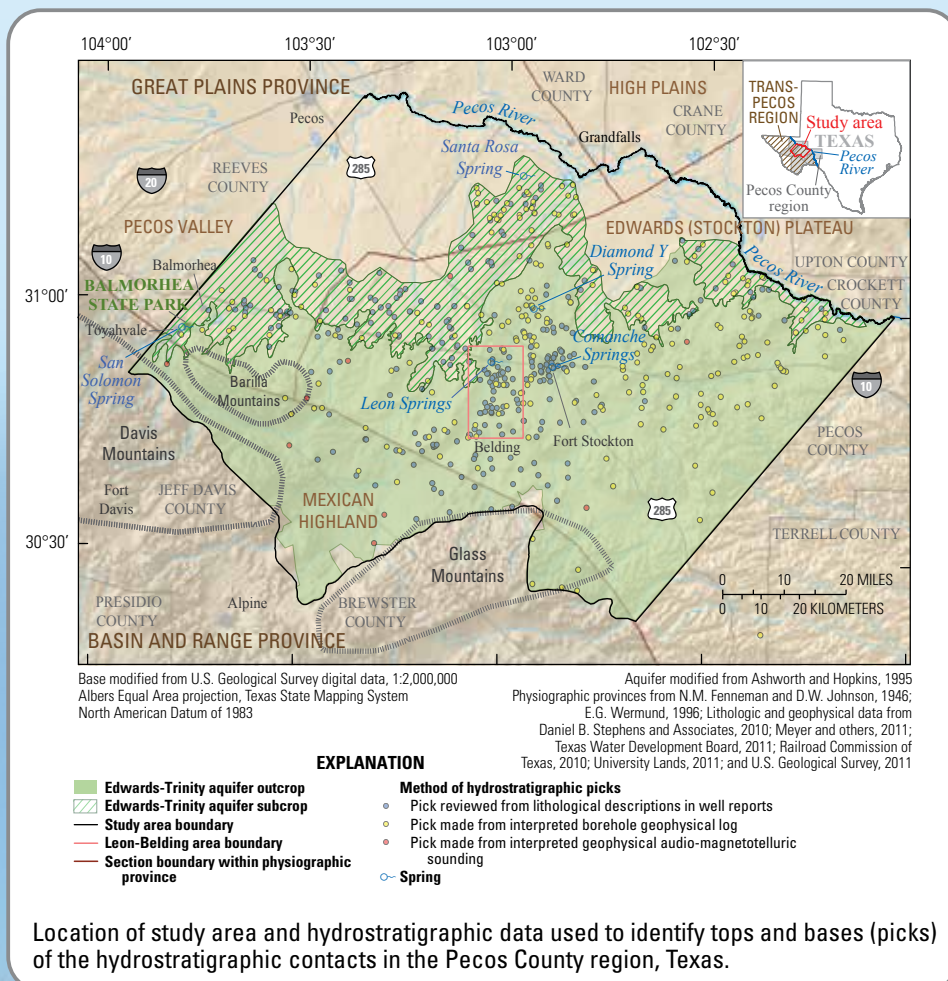 104°00'
103°30'
103°00'
102°30'
GREAT PLAINS PROVINCE
WARD
COUNTY
HIGH PLAINS
Pecos
Pecos River
CRANE
COUNTY
Grandfalls
Santa Rosa
Spring
285
REEVES
COUNTY
20
TRANS-
PECOS
REGION
Study area
TEXAS
Pecos
River
Pecos County
region
PECOS VALLEY
EDWARDS (STOCKTON) PLATEAU
10
Diamond Y
Spring
Pecos River
UPTON COUNTY
CROCKETT
COUNTY
Balmorhea
BALMORHEA
STATE PARK
31°00'
Toyahvale
San
Solomon
Spring
Comanche
Springs
Barilla
Mountains
Leon Springs
10
Davis
Mountains
Belding
Fort Stockton
PECOS
COUNTY
Fort
Davis
JEFF DAVIS
COUNTY
MEXICAN
HIGHLAND
285
30°30'
Glass
Mountains
TERRELL COUNTY
0 10 20 MILES
0 10 20 KILOMETERS
PRESIDIO
COUNTY
Alpine
BREWSTER
COUNTY
BASIN AND RANGE PROVINCE
Base modified from U.S. Geological Survey digital data, 1:2,000,000
Albers Equal Area projection, Texas State Mapping System
North American Datum of 1983
Aquifer modified from Ashworth and Hopkins, 1995
Physiographic provinces from N.M. Fenneman and D.W. Johnson, 1946;
E.G. Wermund, 1996; Lithologic and geophysical data from
Daniel B. Stephens and Associates, 2010; Meyer and others, 2011;
Texas Water Development Board, 2011; Railroad Commission of
Texas, 2010; University Lands, 2011; and U.S. Geological Survey, 2011
EXPLANATION
Edwards-Trinity aquifer outcrop
Edwards-Trinity aquifer subcrop
Study area boundary
Leon-Belding area boundary
Section boundary within physiographic
province
Method of hydrostratigraphic picks
Pick reviewed from lithological descriptions in well reports
Pick made from interpreted borehole geophysical log
Pick made from interpreted geophysical audio-magnetotelluric
sounding
Spring
Location of study area and hydrostratigraphic data used to identify tops and bases (picks)
of the hydrostratigraphic contacts in the Pecos County region, Texas.